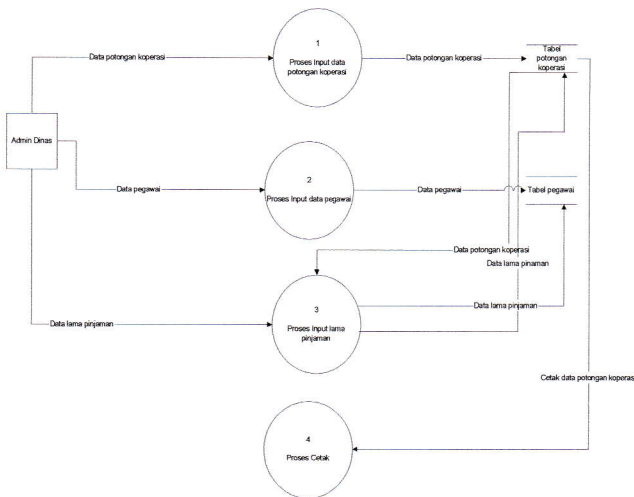 1
Proses Input data
potongan koperasi
Data potongan koperasi
Data potongan koperasi
Tabel
potongan
koperasi
Admin Dinas
2
Proses Input data pegawai
Data pegawai
Data pegawai
Tabel pegawai
Data potongan koperasi
Data lama pinaman
3
Proses Input lama
pinjaman
Data lama pinjaman
Data lama pinjaman
Cetak data potongan koperas
4
Proses Cetak